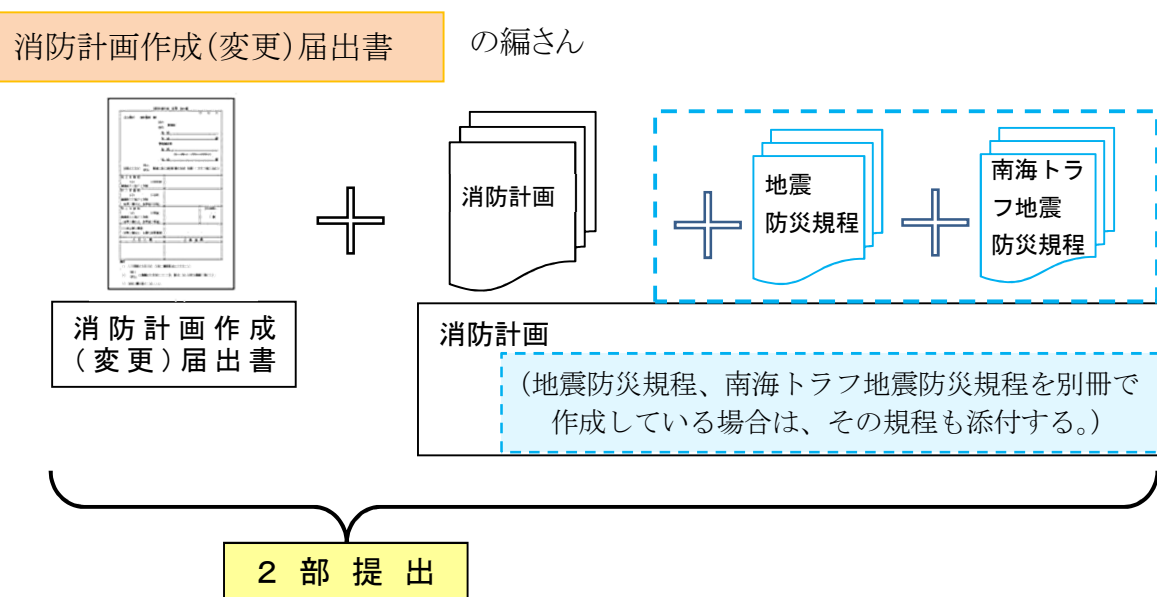 消防計画作成(変更)届出書 の編さん
消防計画
地震
防災規程
南海トラ
フ地震
防災規程
消防計画作成
(変更)届出書
消防計画
(地震防災規程、南海トラフ地震防災規程を別冊で
作成している場合は、その規程も添付する。)
２部提出